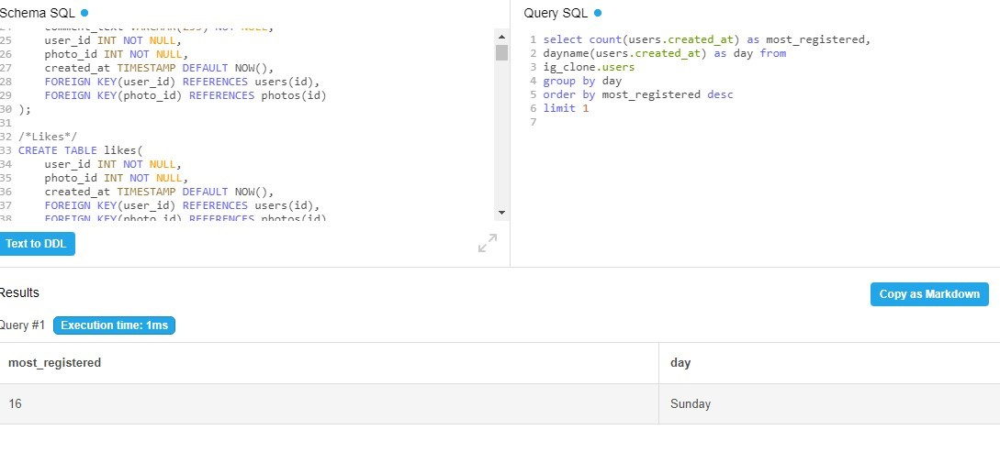 Schema SQL
25 user_id INT NOT NULL,
26 photo_id INT NOT NULL,
27 created_at TIMESTAMP DEFAULT NOW(),
28 FOREIGN KEY(user_id) REFERENCES users(id),
29 FOREIGN KEY(photo_id) REFERENCES photos(id)
30 );
31
32 /*Likes*/
33 CREATE TABLE likes(
34 user_id INT NOT NULL,
35 photo_id INT NOT NULL,
36 created_at TIMESTAMP DEFAULT NOW(),
37 FOREIGN KEY(user_id) REFERENCES users(id),
38 FOREIGN KEY(photo_id) REFERENCES photos(id)
Text to DDL
Query SQL
1 select count(users.created_at) as most_registered,
2 dayname(users.created_at) as day from
3 ig_clone.users
4 group by day
5 order by most_registered desc
6 limit 1
7
Results
Copy as Markdown
Query #1 Execution time: 1ms
most_registered day
16 Sunday